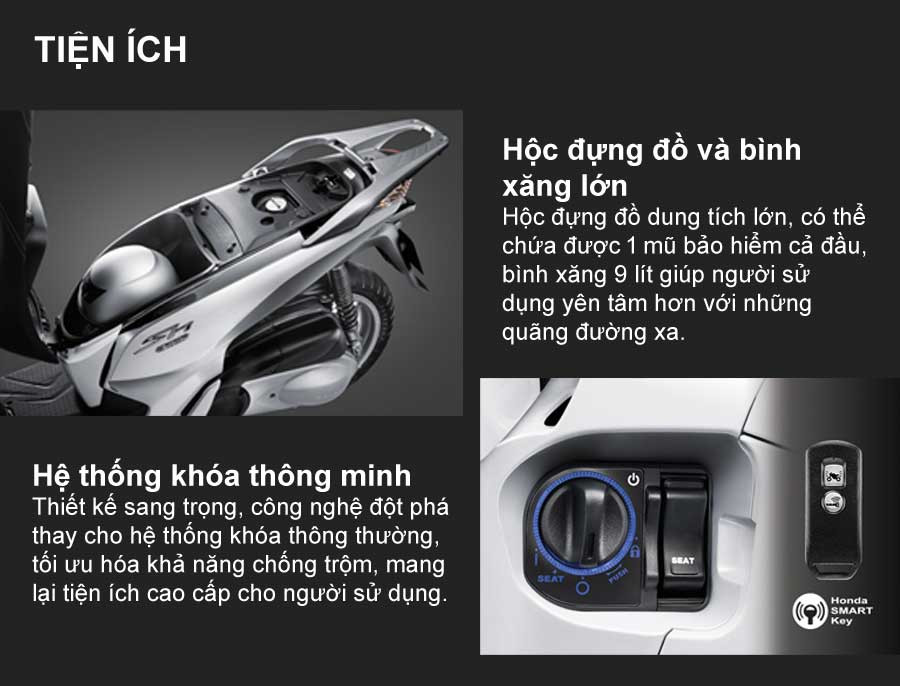 TIỆN ÍCH
Hộc đựng đồ và bình
xăng lớn
Hộc đựng đồ dung tích lớn, có thể
chứa được 1 mũ bảo hiểm cả đầu,
bình xăng 9 lít giúp người sử
dụng yên tâm hơn với những
quãng đường xa.
SH
Hệ thống khóa thông minh
Thiết kế sang trọng, công nghệ đột phá
thay cho hệ thống khóa thông thường,
tối ưu hóa khả năng chống trộm, mang
lại tiện ích cao cấp cho người sử dụng.
SEAT
SEAT
PUSH
Honda
SMART
Key